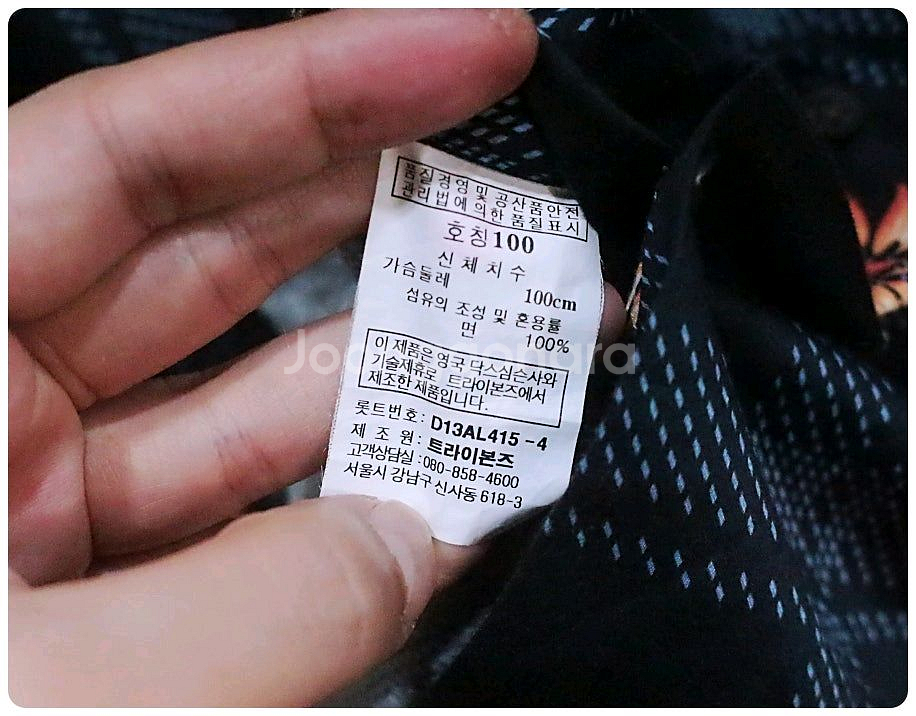 품질경영 및 공산품안전
관리법에 의한 품질표시
호칭100
신체치수
가슴둘레 100cm
섬유의 조성 및 혼용률
면 100%
이 제품은 영국 닥스심슨사와
기술제휴로 트라이본즈에서
제조한 제품입니다.
롯트번호: D13AL415-4
제조원: 트라이본즈
고객상담실:080-858-4600
서울시 강남구 신사동 618-3